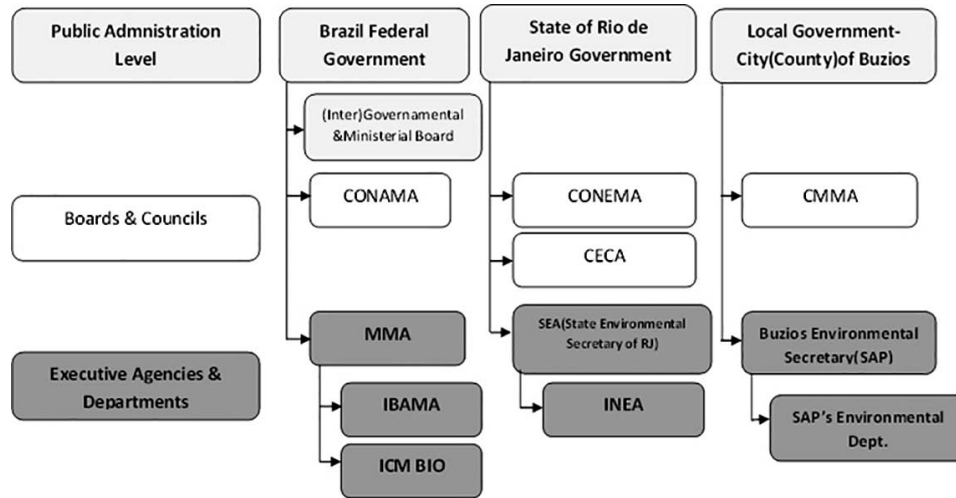 Public Admnistration
Level
Brazil Federal
Government
State of Rio de
Janeiro Government
Local Government-
City(County)of Buzios
(Inter)Governamental
&Ministerial Board
Boards & Councils
CONAMA
CONEMA
CMMA
CECA
Executive Agencies &
Departments
MMA
SEA(State Environmental
Secretary of RJ)
Buzios Environmental
Secretary(SAP)
IBAMA
INEA
SAP's Environmental
Dept.
ICM BIO